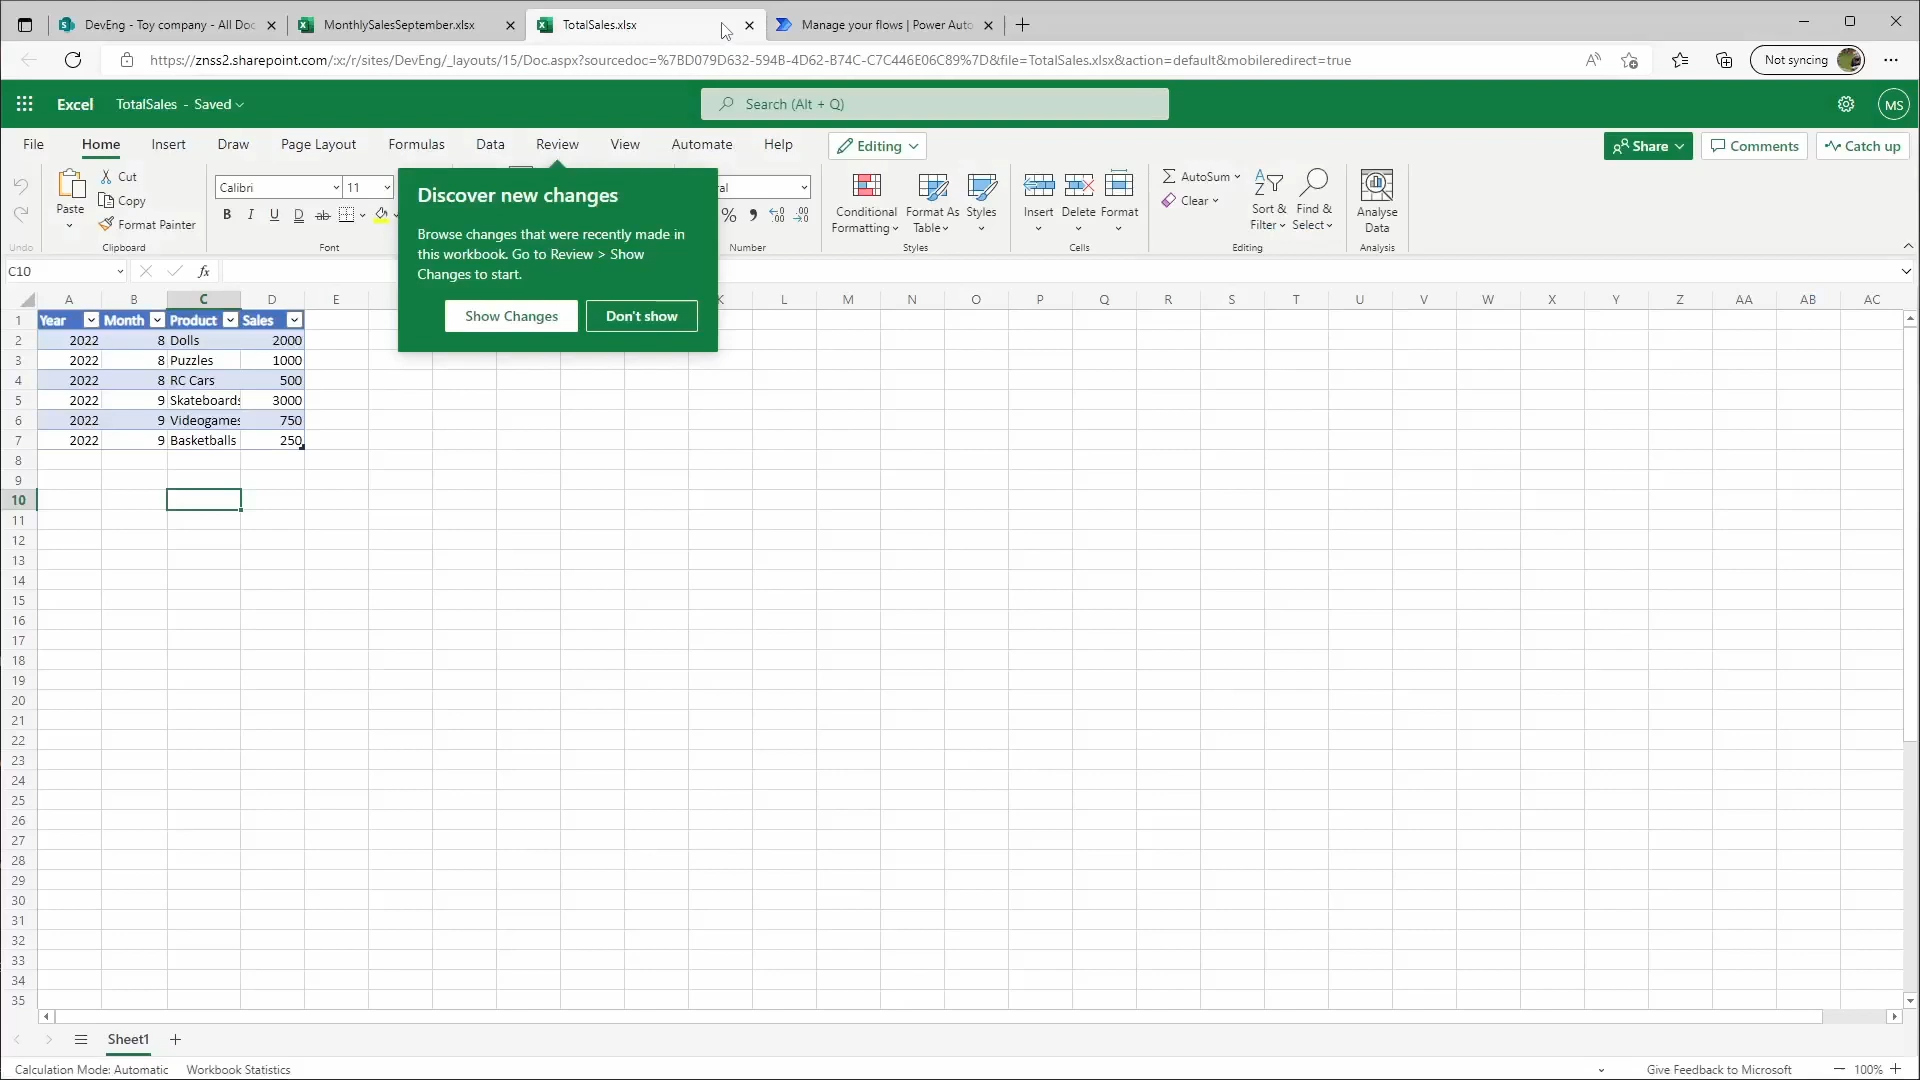 DevEng - Toy company - All Doc
MonthlySalesSeptember.xlsx
TotalSales.xlsx
Manage your flows | Power Auto
https://znss2.sharepoint.com/:x:/r/sites/DevEng/_layouts/15/Doc.aspx?sourcedoc=%7BD079D632-594B-4D62-B74C-C7C446E06C89%7D&file=TotalSales.xlsx&action=default&mobileredirect=true
Not syncing
Excel TotalSales - Saved
Search (Alt + Q)
MS
File Home Insert Draw Page Layout Formulas Data Review View Automate Help Editing Share Comments Catch up
Undo
Paste
Cut
Copy
Format Painter
Clipboard
Calibri 11
B I U D ab
Font
% 
Number
Conditional Formatting
Format As Table
Styles
Styles
Insert Delete Format
Cells
AutoSum
Clear
Sort & Filter
Find & Select
Editing
Analyse Data
Analysis
Discover new changes
Browse changes that were recently made in
this workbook. Go to Review > Show
Changes to start.
Show Changes Don't show
C10 fx
A B C D E K L M N O P Q R S T U V W X Y Z AA AB AC
1 Year Month Product Sales
2 2022 8 Dolls 2000
3 2022 8 Puzzles 1000
4 2022 8 RC Cars 500
5 2022 9 Skateboards 3000
6 2022 9 Videogames 750
7 2022 9 Basketballs 250
8
9
10
11
12
13
14
15
16
17
18
19
20
21
22
23
24
25
26
27
28
29
30
31
32
33
34
35
Sheet1
Calculation Mode: Automatic Workbook Statistics Give Feedback to Microsoft 100%